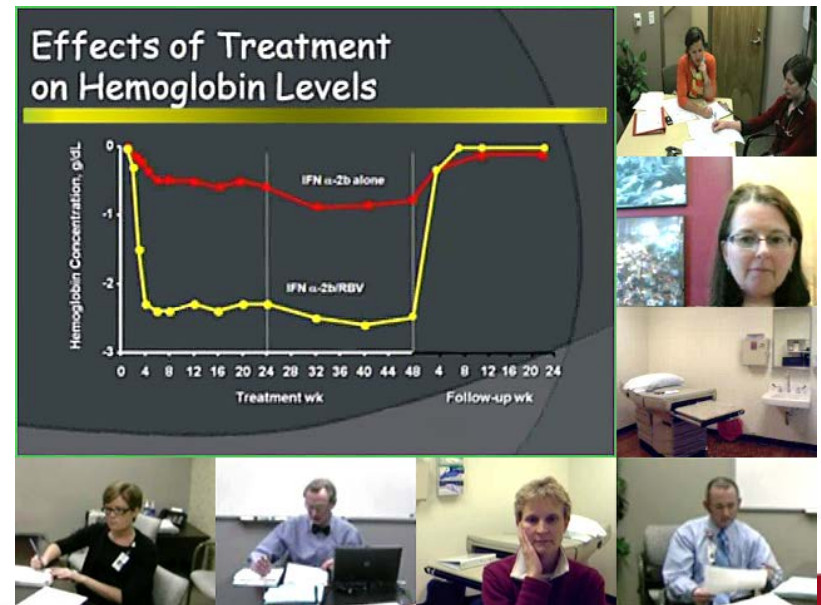 Effects of Treatment
on Hemoglobin Levels
Hemoglobin Concentration, g/dL
0
-1
-2
-3
IFN α-2b alone
IFN α-2b/RBV
0 4 8 12 16 20 24 28 32 36 40 44 48 4 8 12 16 20 24
Treatment wk Follow-up wk